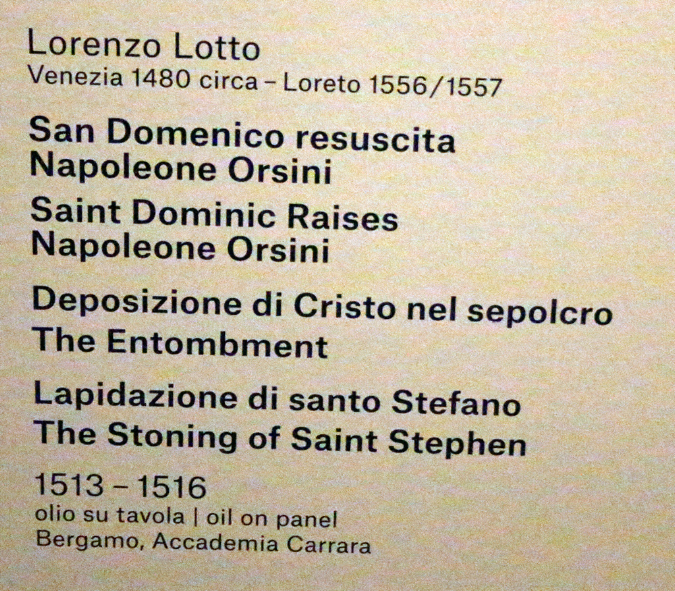 Lorenzo Lotto
Venezia 1480 circa – Loreto 1556/1557
San Domenico resuscita
Napoleone Orsini
Saint Dominic Raises
Napoleone Orsini
Deposizione di Cristo nel sepolcro
The Entombment
Lapidazione di santo Stefano
The Stoning of Saint Stephen
1513 – 1516
olio su tavola | oil on panel
Bergamo, Accademia Carrara